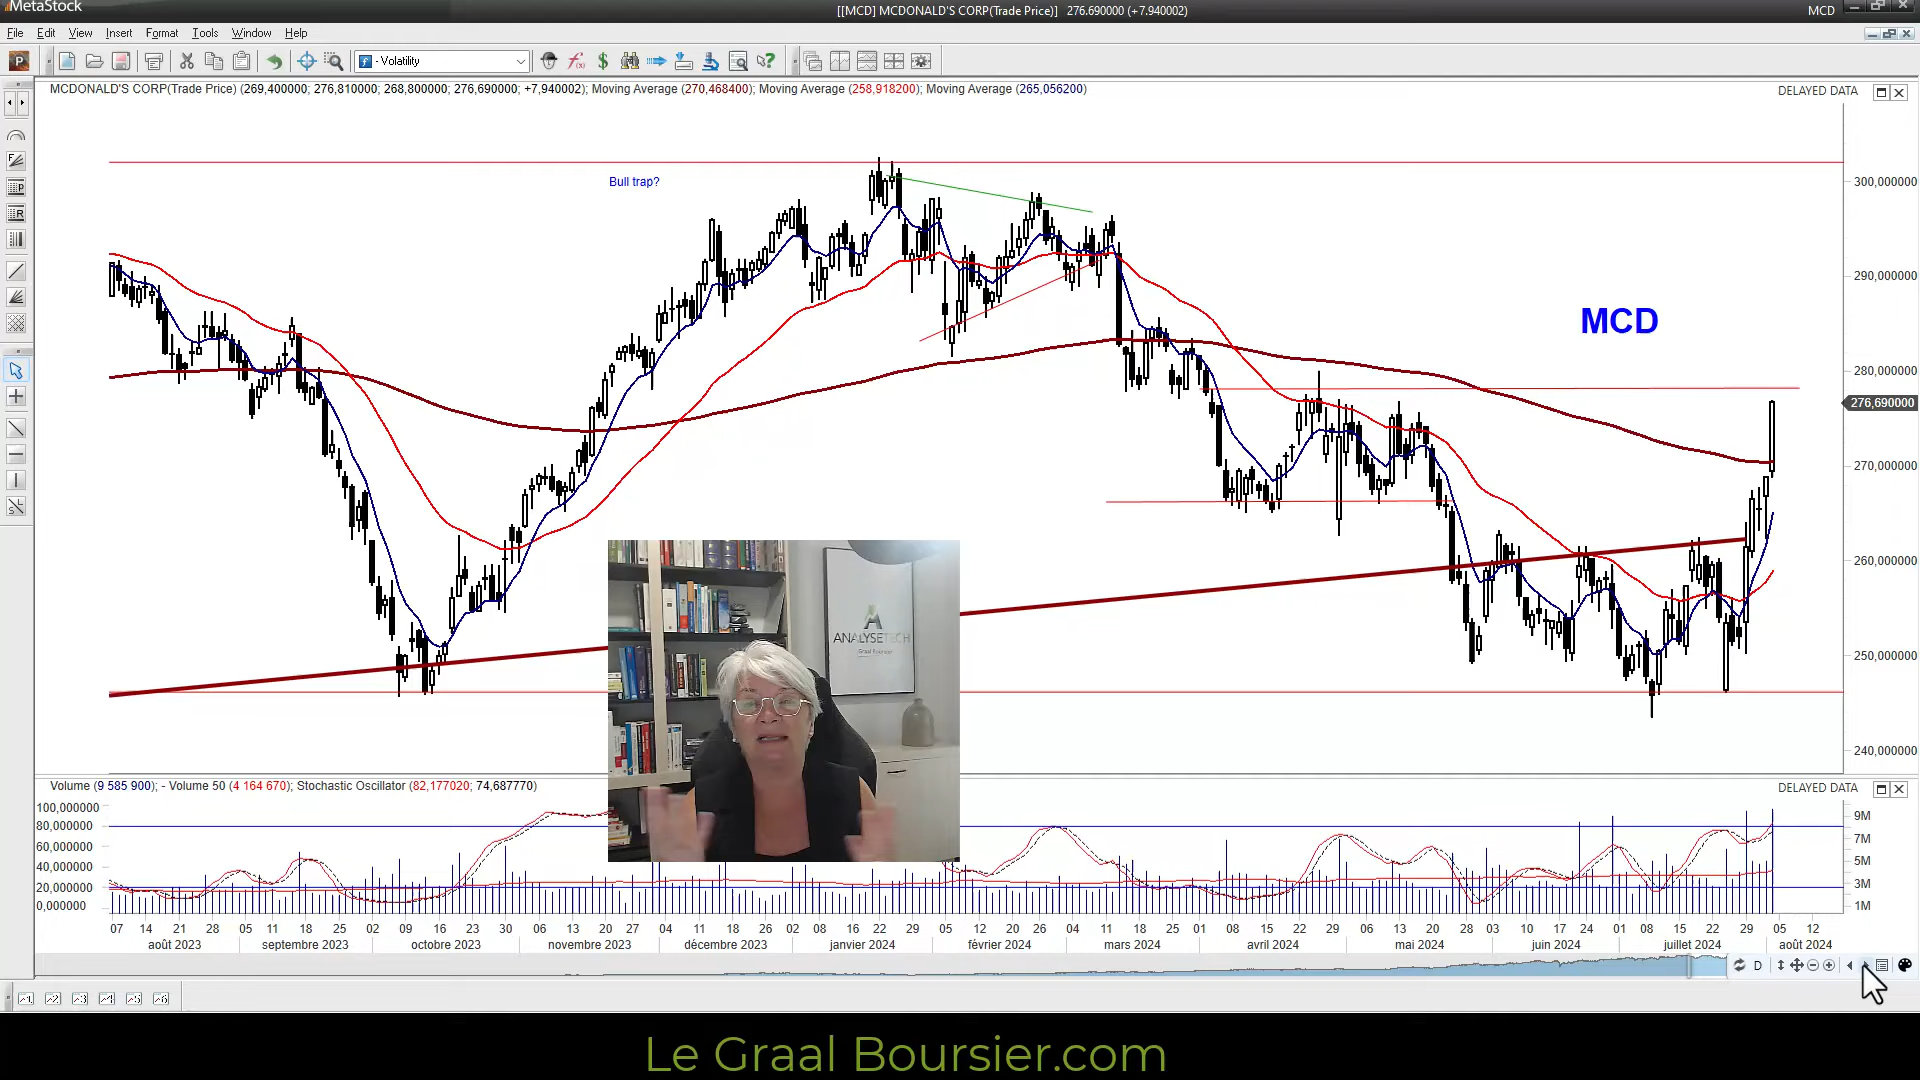 MetaStock
[[MCD] MCDONALD'S CORP(Trade Price)] 276.690000 (+7.940002)
MCD
File Edit View Insert Format Tools Window Help
P
- Volatility
MCDONALD'S CORP(Trade Price) (269,400000; 276,810000; 268,800000; 276,690000; +7,940002); Moving Average (270,468400); Moving Average (258,918200); Moving Average (265,056200)
DELAYED DATA
Bull trap?
MCD
300,000000
290,000000
280,000000
276,690000
270,000000
260,000000
250,000000
240,000000
ANALYSETECH
Graal Boursier
Volume (9 585 900); - Volume 50 (4 164 670); Stochastic Oscillator (82,177020; 74,687770)
DELAYED DATA
100,000000
80,000000
60,000000
40,000000
20,000000
0,000000
9M
7M
5M
3M
1M
07 14 21 28 05 11 18 25 02 09 16 23 30 06 13 20 27 04 11 18 26 02 08 16 22 29 05 12 20 26 04 11 18 25 01 08 15 22 29 06 13 20 28 03 10 17 24 01 08 15 22 29 05 12
août 2023 septembre 2023 octobre 2023 novembre 2023 décembre 2023 janvier 2024 février 2024 mars 2024 avril 2024 mai 2024 juin 2024 juillet 2024 août 2024
D
Le Graal Boursier.com